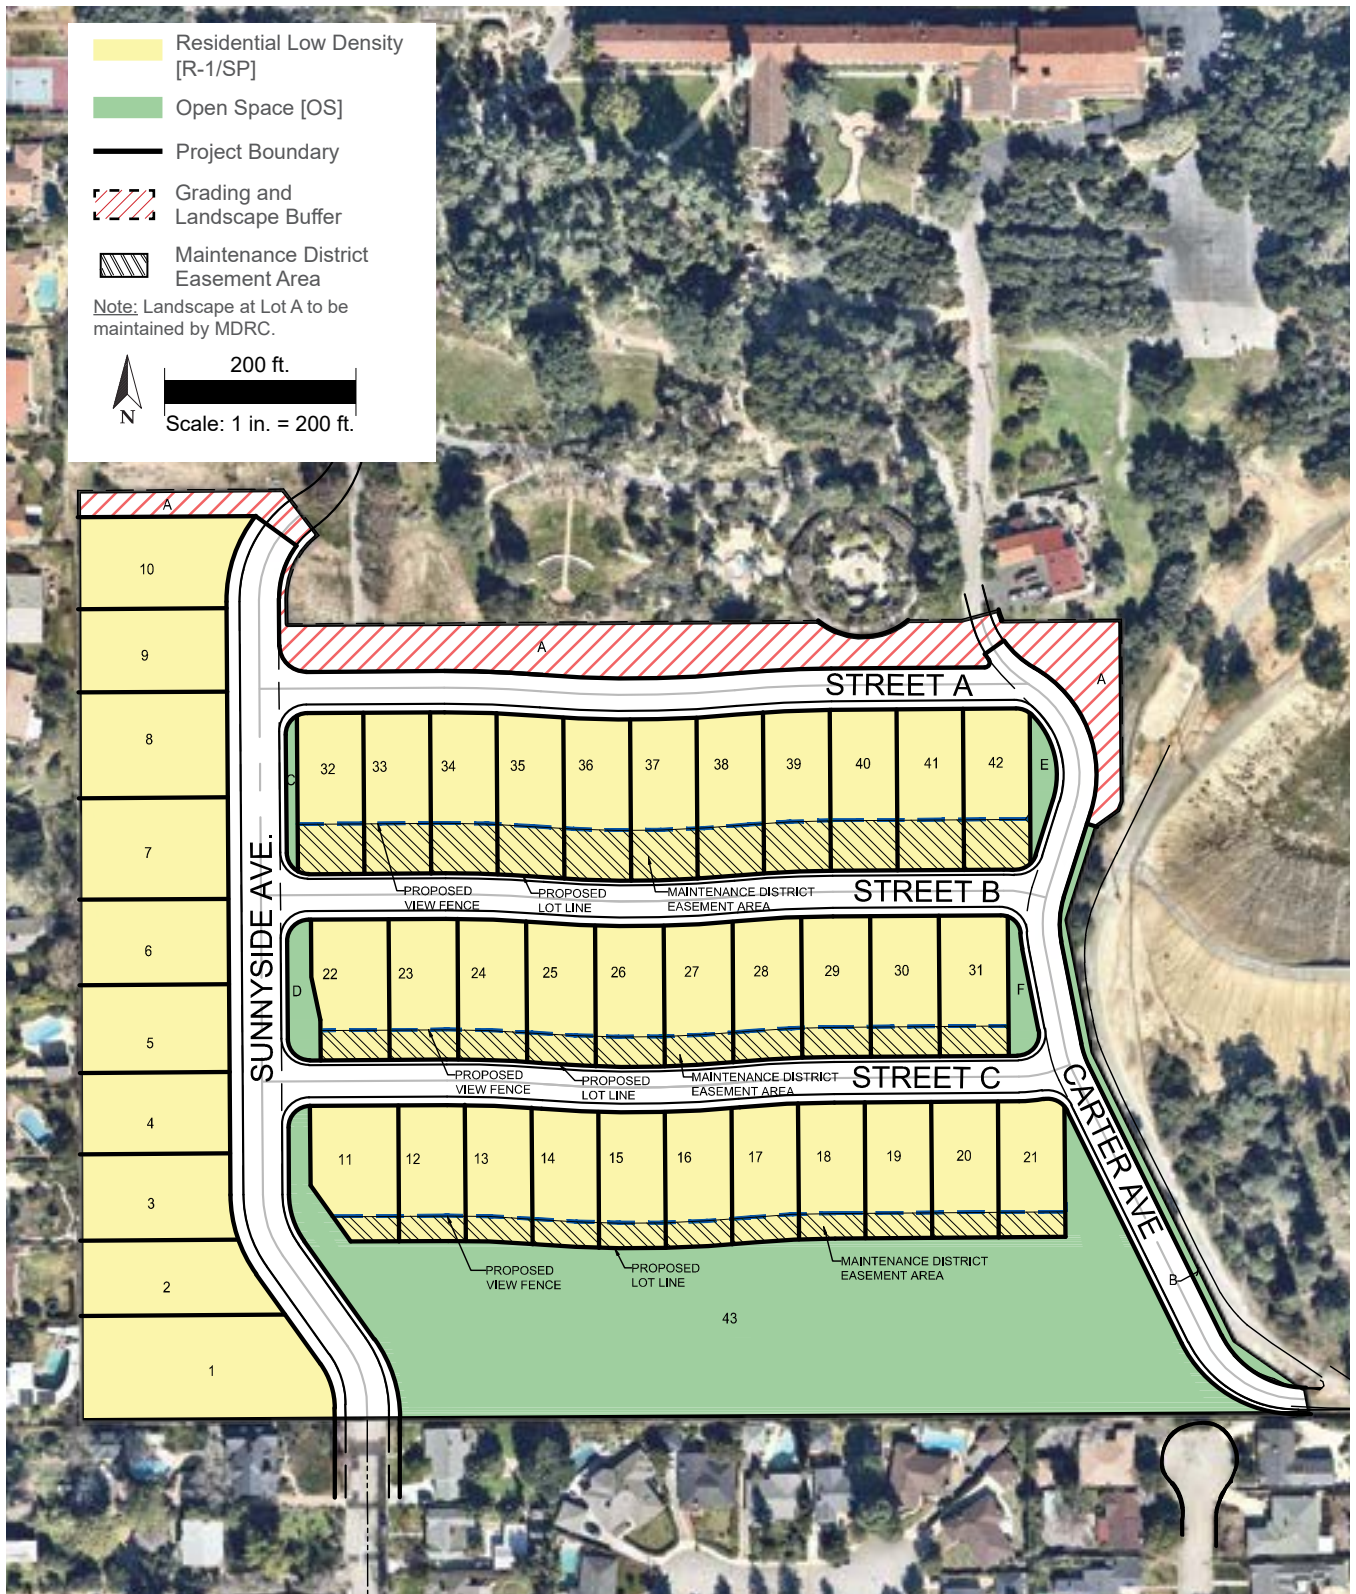 Residential Low Density
[R-1/SP]
Open Space [OS]
Project Boundary
Grading and
Landscape Buffer
Maintenance District
Easement Area
Note: Landscape at Lot A to be
maintained by MDRC.
200 ft.
N
Scale: 1 in. = 200 ft.
A
10
9
A
A
STREET A
8
C
32
33
34
35
36
37
38
39
40
41
42
E
7
SUNNYSIDE AVE.
PROPOSED
VIEW FENCE
PROPOSED
LOT LINE
MAINTENANCE DISTRICT
EASEMENT AREA
STREET B
6
D
22
23
24
25
26
27
28
29
30
31
F
5
PROPOSED
VIEW FENCE
PROPOSED
LOT LINE
MAINTENANCE DISTRICT
EASEMENT AREA
STREET C
CARTER AVE
4
11
12
13
14
15
16
17
18
19
20
21
3
PROPOSED
VIEW FENCE
PROPOSED
LOT LINE
MAINTENANCE DISTRICT
EASEMENT AREA
B
2
43
1